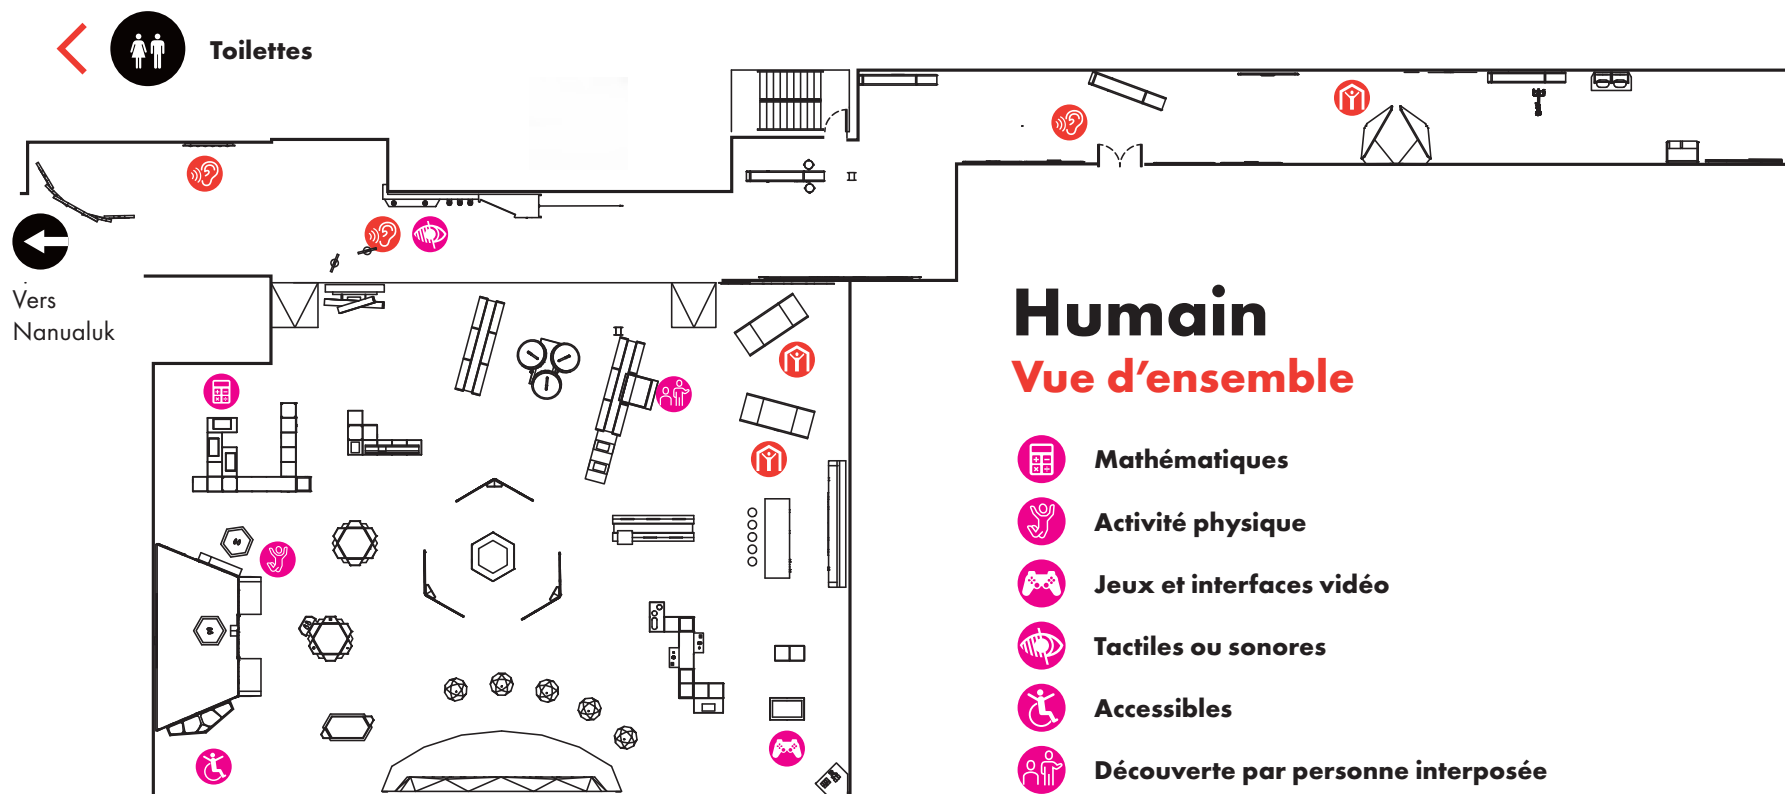 Toilettes
Vers
Nanualuk
Humain
Vue d'ensemble
Mathématiques
Activité physique
Jeux et interfaces vidéo
Tactiles ou sonores
Accessibles
Découverte par personne interposée